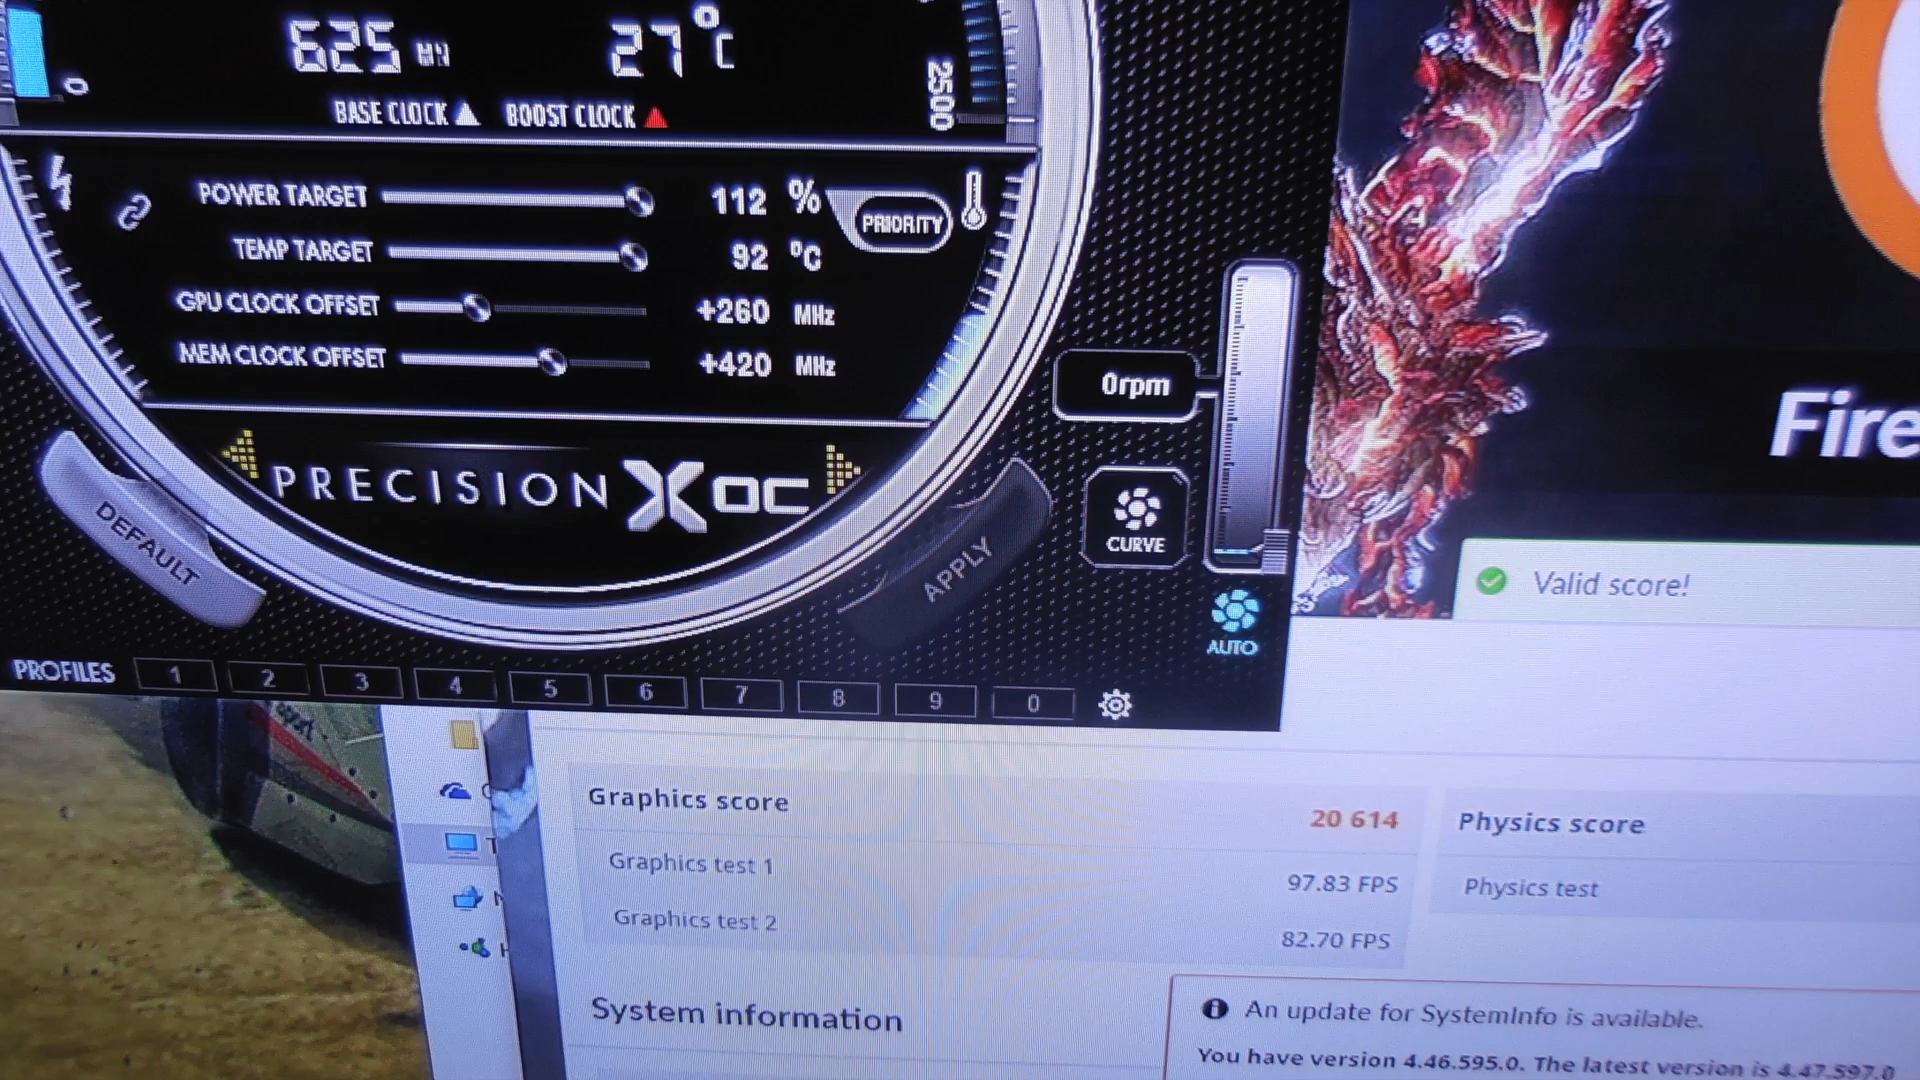 625 MHz
27°C
0
2500
BASE CLOCK
BOOST CLOCK
POWER TARGET 112 %
TEMP TARGET 92 °C
PRIORITY
GPU CLOCK OFFSET +260 MHz
MEM CLOCK OFFSET +420 MHz
0rpm
PRECISION X OC
DEFAULT
APPLY
CURVE
AUTO
PROFILES 1 2 3 4 5 6 7 8 9 0
Fire
Valid score!
Graphics score 20 614
Graphics test 1 97.83 FPS
Graphics test 2 82.70 FPS
Physics score
Physics test
System information
An update for SystemInfo is available.
You have version 4.46.595.0. The latest version is 4.47.597.0